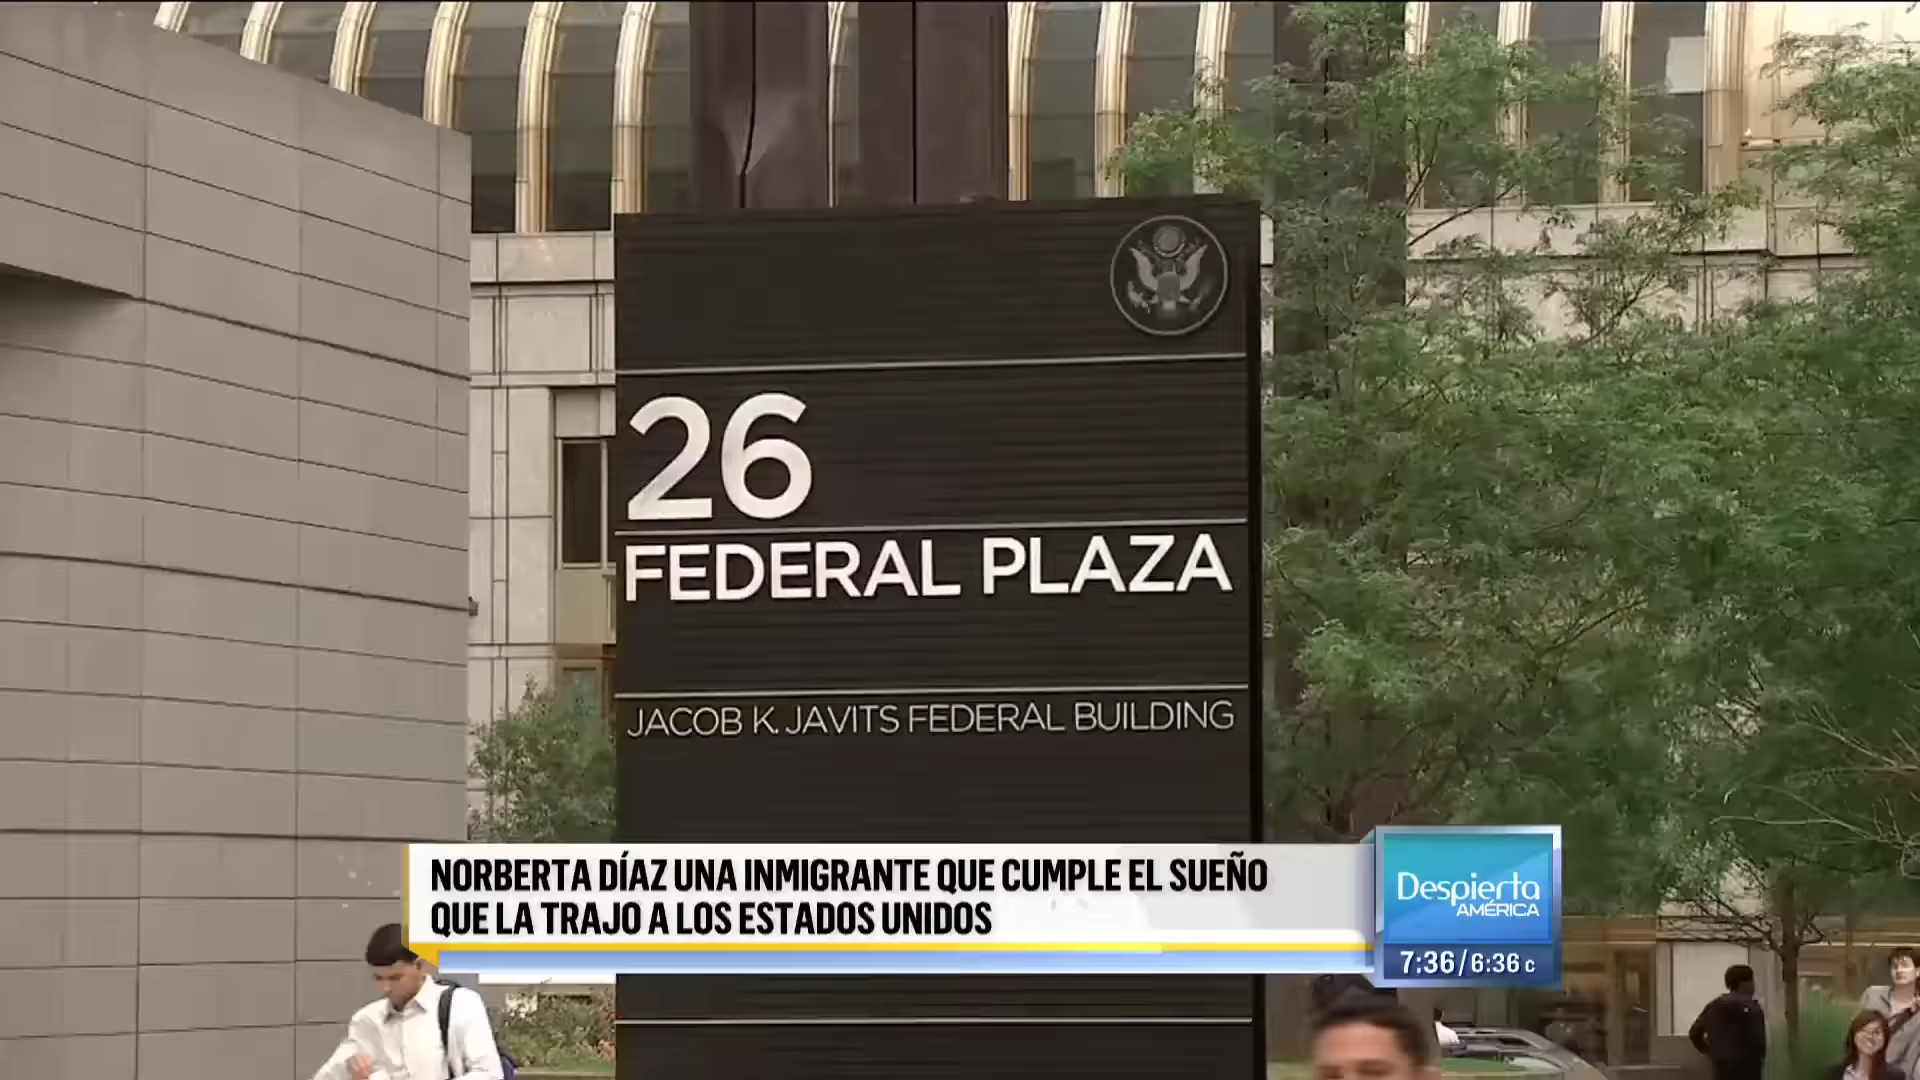 26
FEDERAL PLAZA
JACOB K. JAVITS FEDERAL BUILDING
NORBERTA DÍAZ UNA INMIGRANTE QUE CUMPLE EL SUEÑO
QUE LA TRAJO A LOS ESTADOS UNIDOS
Despierta
AMÉRICA
7:36/6:36 c